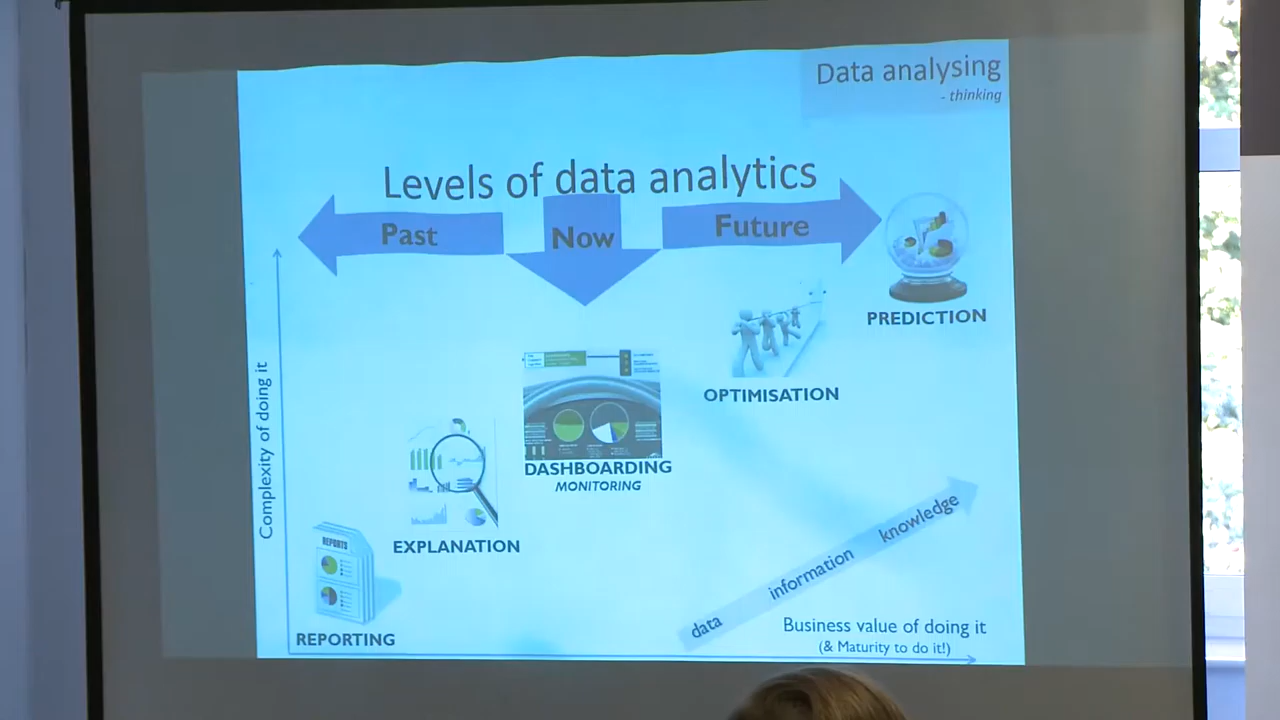 Data analysing
- thinking
Levels of data analytics
Past
Now
Future
PREDICTION
OPTIMISATION
DASHBOARDING
MONITORING
EXPLANATION
REPORTS
REPORTING
Complexity of doing it
data information knowledge
Business value of doing it
(& Maturity to do it!)